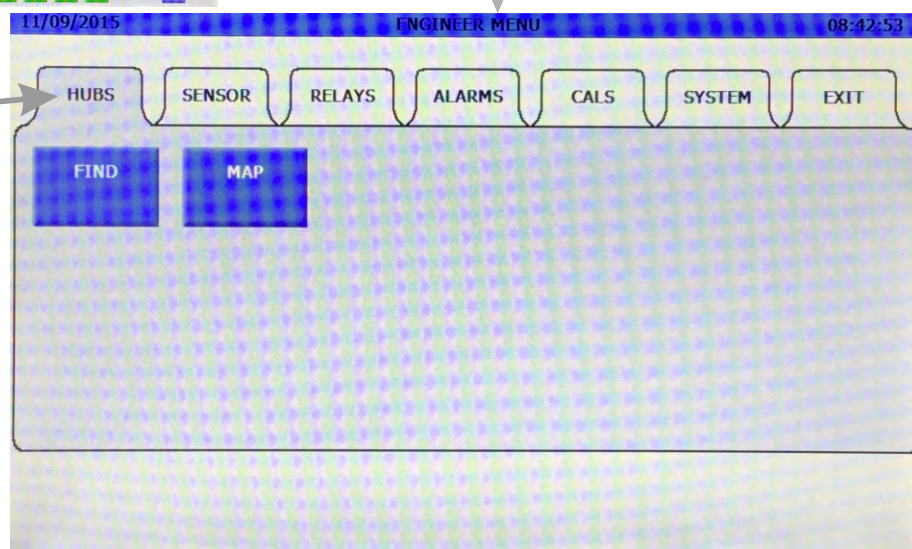 11/09/2015 ENGINEER MENU 08:42:53
HUBS SENSOR RELAYS ALARMS CALS SYSTEM EXIT
FIND MAP